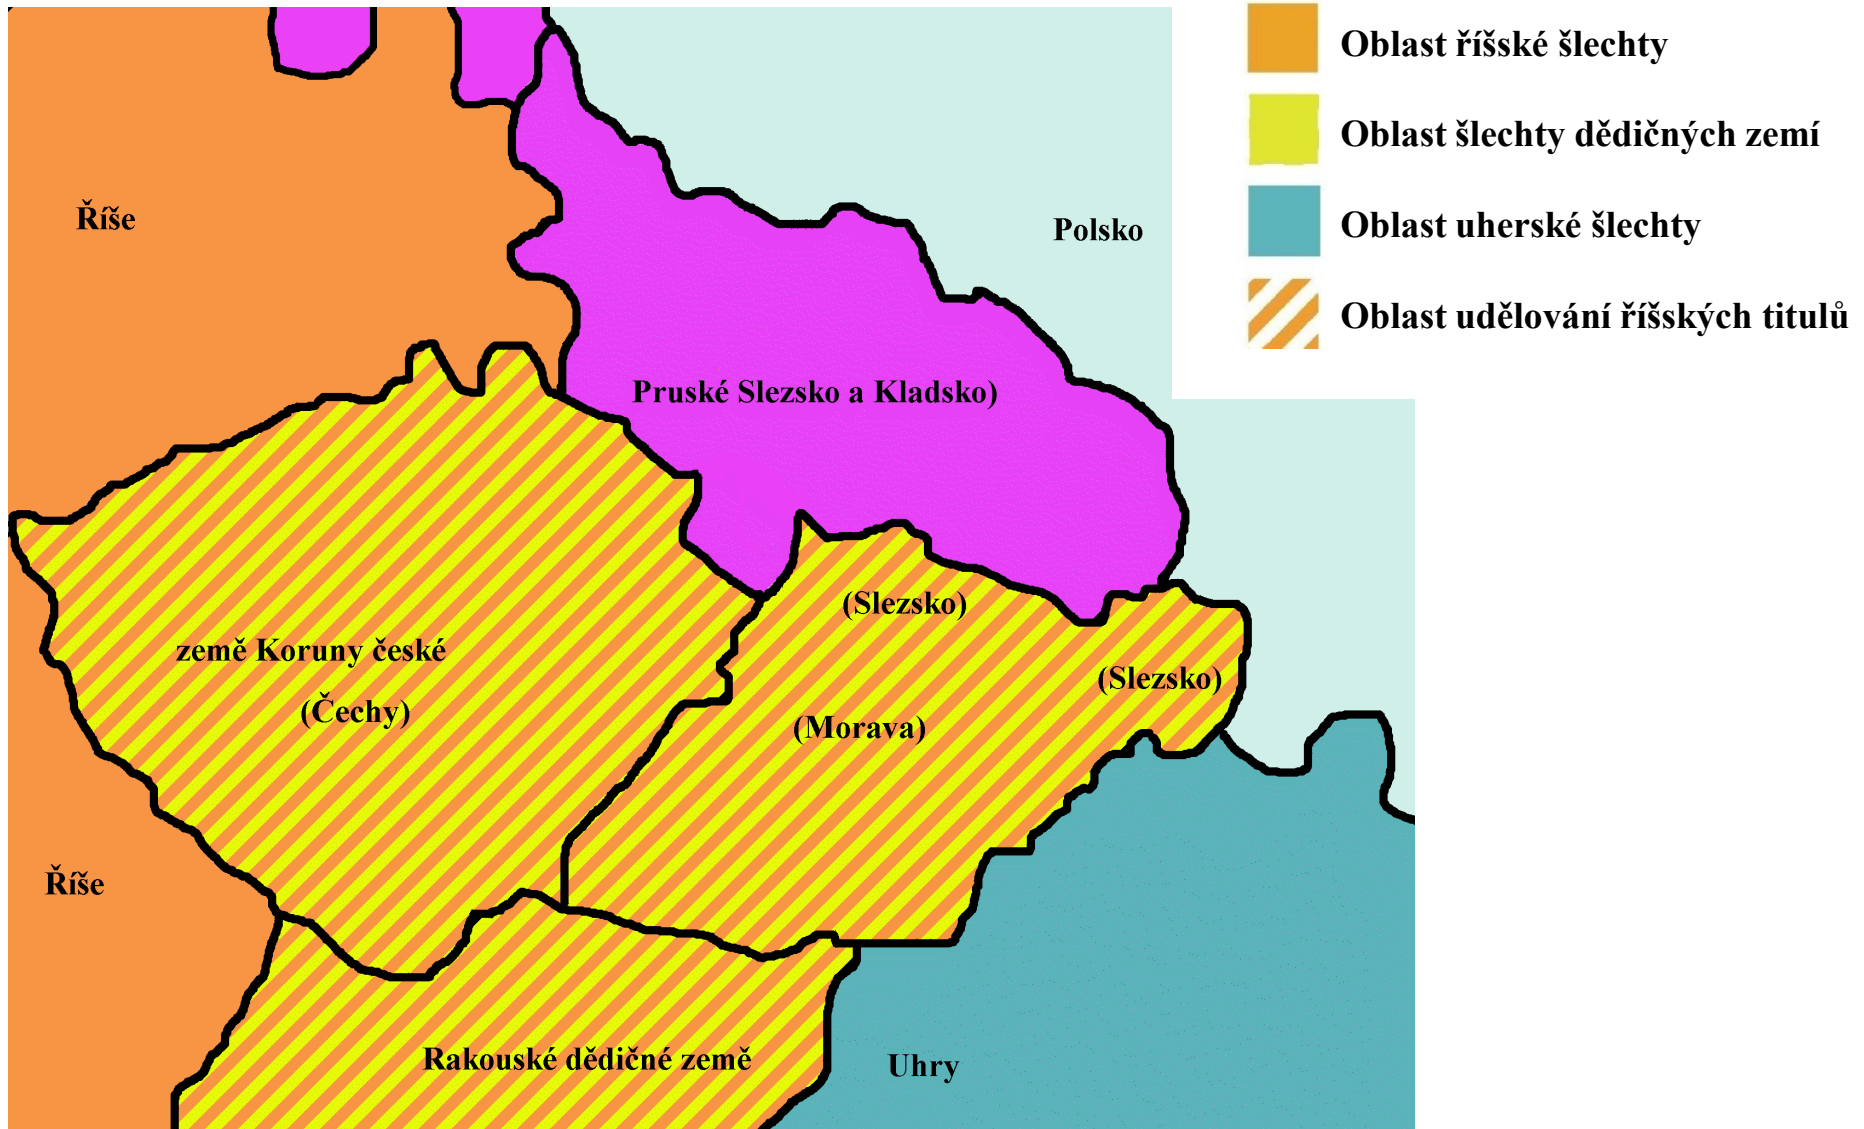 Oblast říšské šlechty
Oblast šlechty dědičných zemí
Oblast uherské šlechty
Oblast udělování říšských titulů
Říše
Polsko
Pruské Slezsko a Kladsko)
(Slezsko)
země Koruny české
(Slezsko)
(Čechy)
(Morava)
Říše
Rakouské dědičné země
Uhry